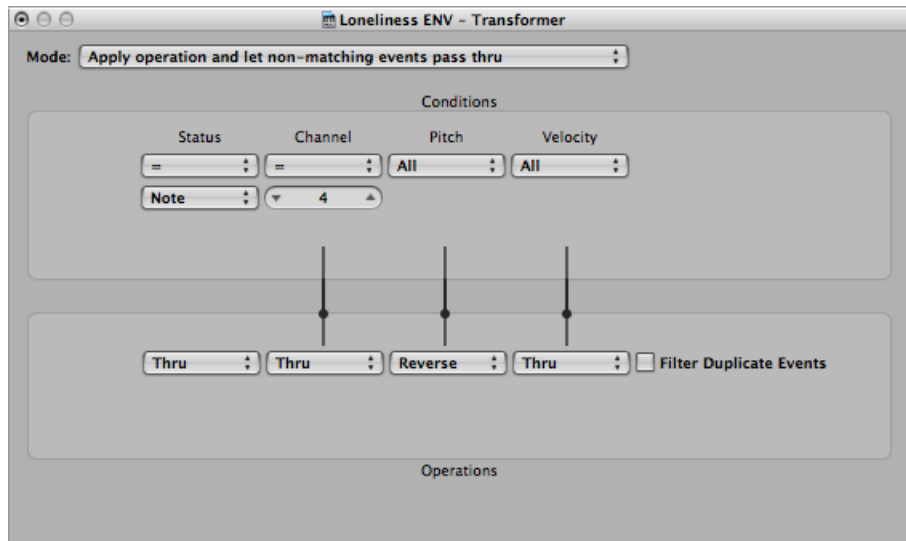 Loneliness ENV – Transformer
Mode: Apply operation and let non-matching events pass thru
Conditions
Status Channel Pitch Velocity
= = All All
Note 4
Thru Thru Reverse Thru Filter Duplicate Events
Operations